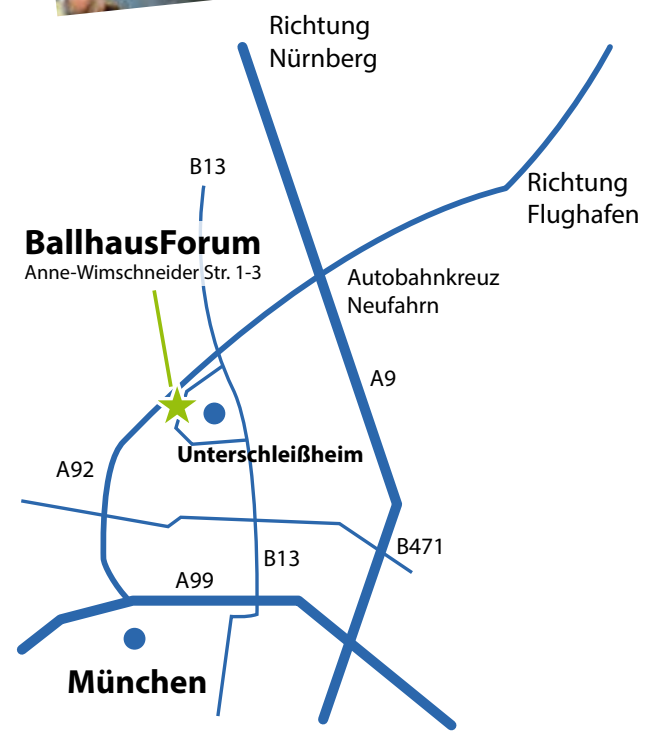 Richtung
Nürnberg
B13
Richtung
Flughafen
BallhausForum
Anne-Wimschneider Str. 1-3
Autobahnkreuz
Neufahrn
A9
Unterschleißheim
A92
B471
B13
A99
München